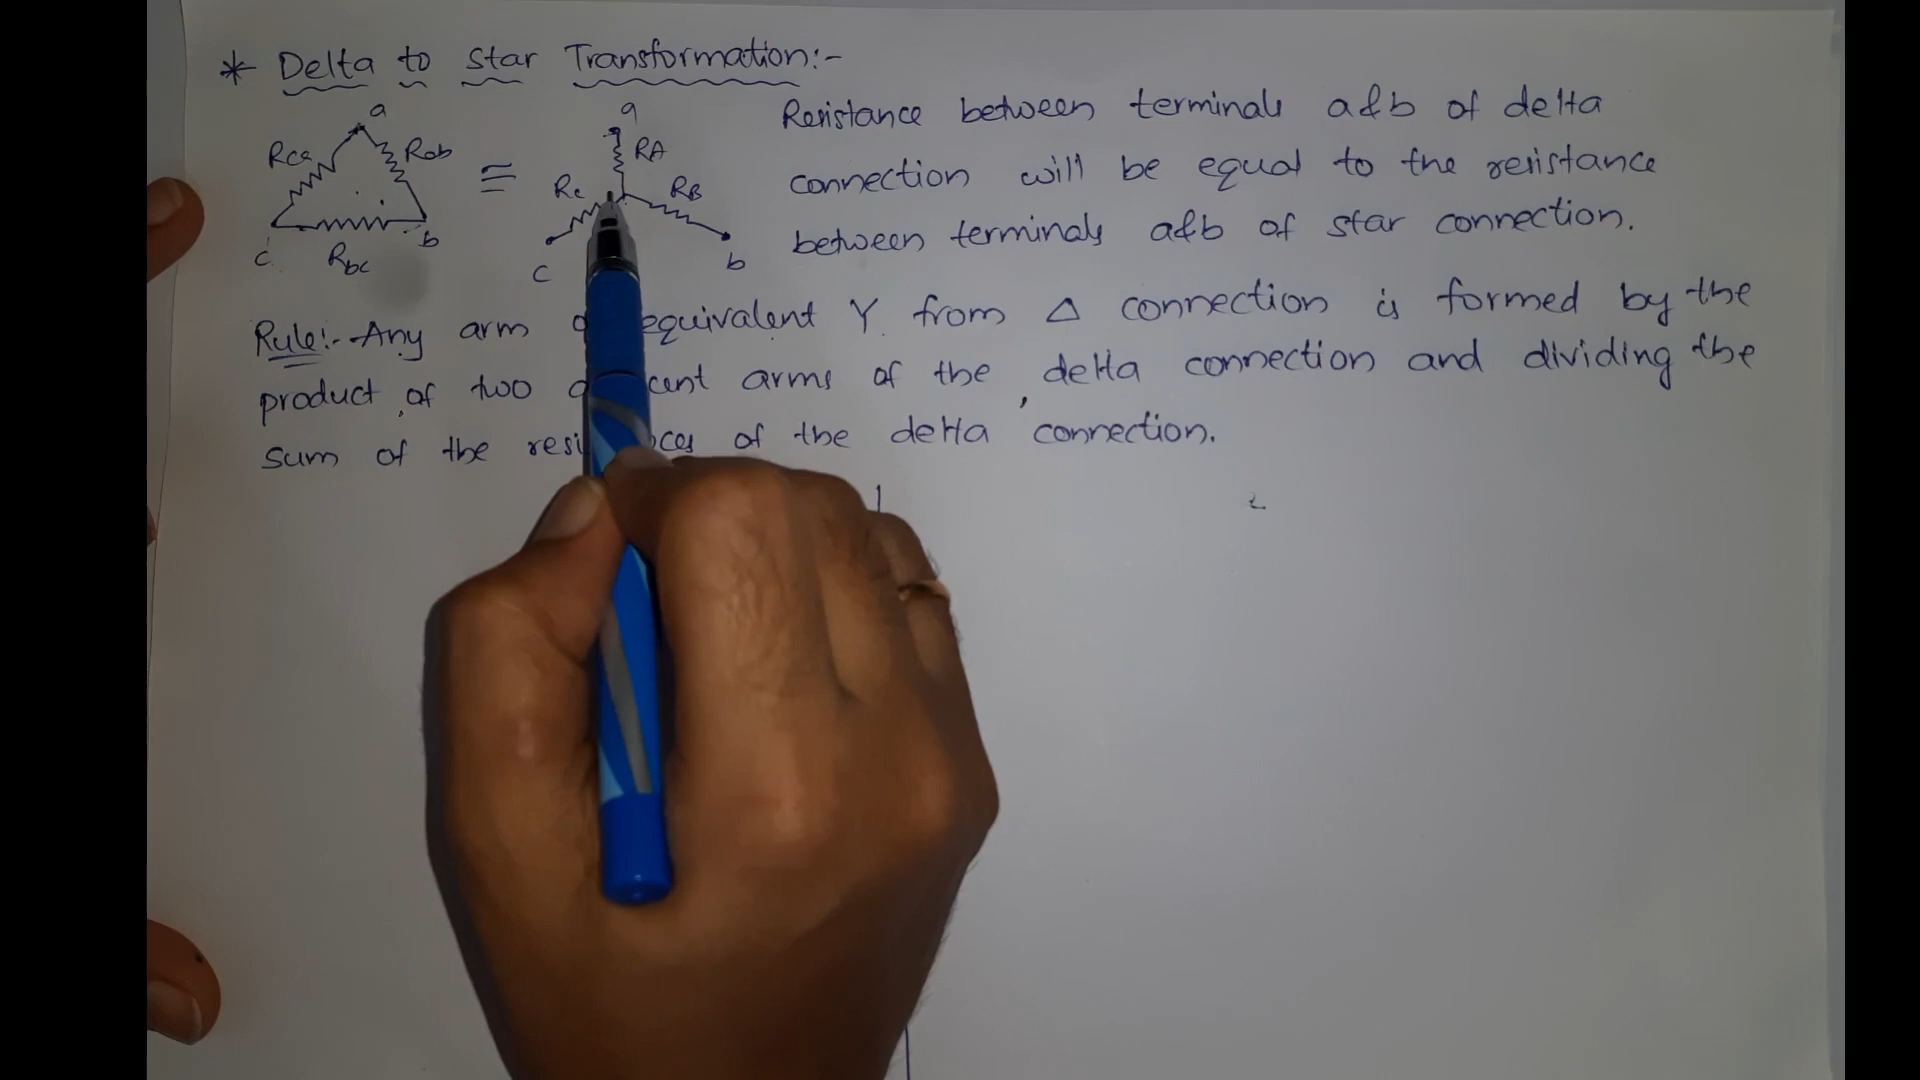 * Delta to Star Transformation:-
a
Rca
Rab
c
Rbc
b
≡
a
RA
Rc
RB
c
b
Resistance between terminals a&b of delta
connection will be equal to the resistance
between terminals a&b of star connection.
Rule:- Any arm equivalent Y from Δ connection is formed by the
product of two arms of the delta connection and dividing the
sum of the of the delta connection.